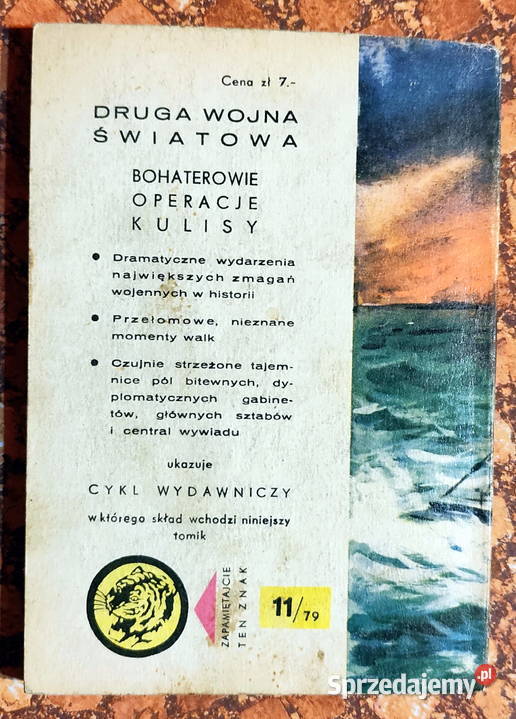 Cena zł 7.-
DRUGA WOJNA
ŚWIATOWA
BOHATEROWIE
OPERACJE
KULISY
• Dramatyczne wydarzenia
największych zmagań
wojennych w historii
• Przełomowe, nieznane
momenty walk
• Czujnie strzeżone tajem-
nice pól bitewnych, dy-
plomatycznych gabine-
tów, głównych sztabów
i central wywiadu
ukazuje
CYKL WYDAWNICZY
w którego skład wchodzi niniejszy
tomik
ZAPAMIĘTAJCIE
TEN ZNAK
11/79
Sprzedajemy.pl